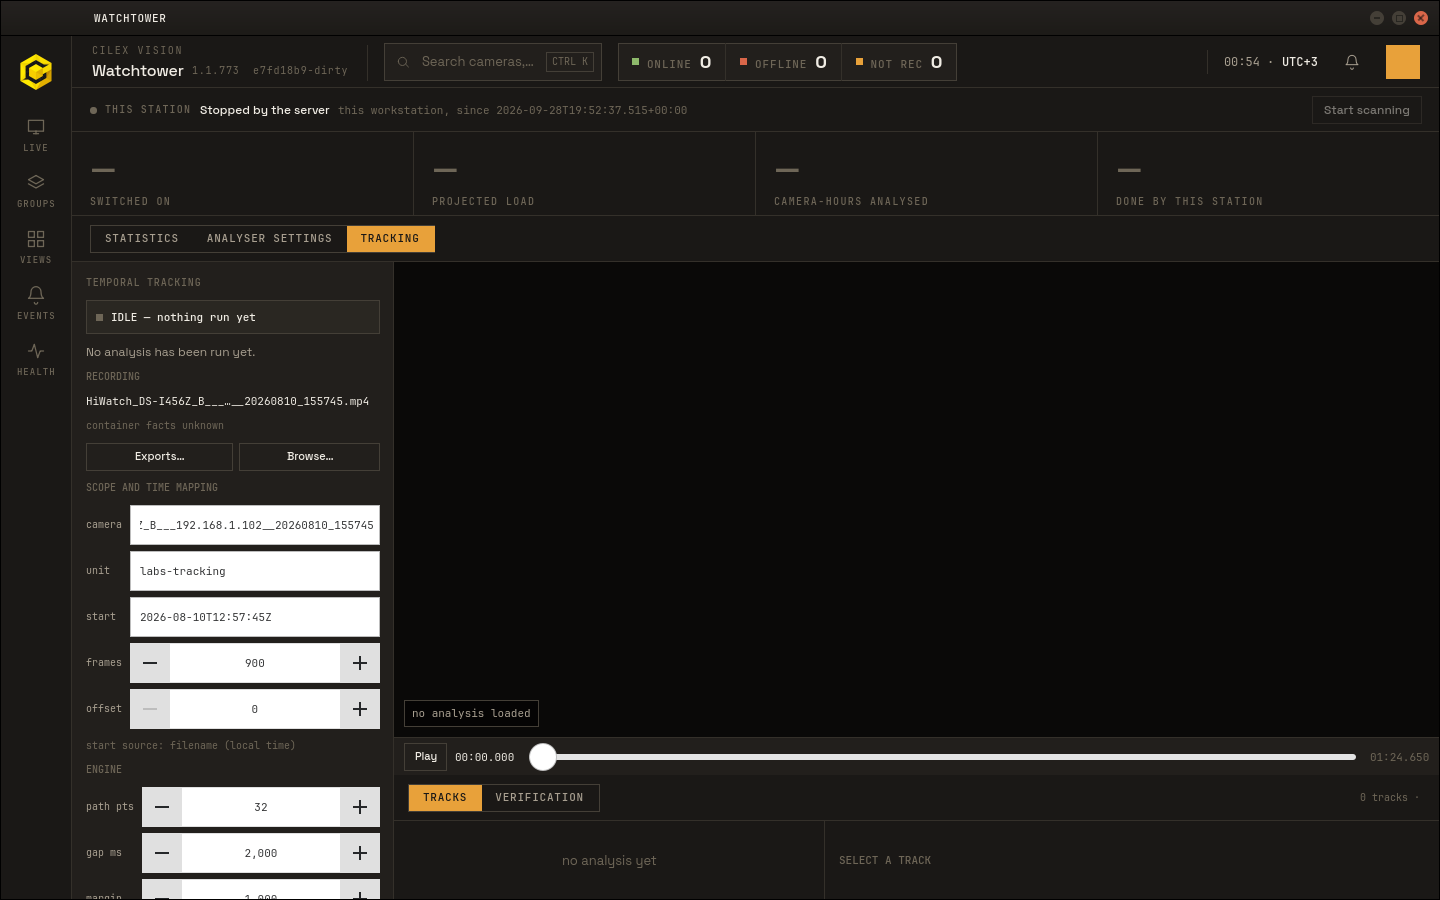 WATCHTOWER
CILEX VISION
Watchtower 1.1.773 e7fd18b9-dirty
Search cameras,… CTRL K
ONLINE 0
OFFLINE 0
NOT REC 0
00:54 · UTC+3
LIVE
GROUPS
VIEWS
EVENTS
HEALTH
THIS STATION Stopped by the server this workstation, since 2026-09-28T19:52:37.515+00:00
Start scanning
—
SWITCHED ON
—
PROJECTED LOAD
—
CAMERA-HOURS ANALYSED
—
DONE BY THIS STATION
STATISTICS ANALYSER SETTINGS TRACKING
TEMPORAL TRACKING
IDLE — nothing run yet
No analysis has been run yet.
RECORDING
HiWatch_DS-I456Z_B___…__20260810_155745.mp4
container facts unknown
Exports… Browse…
SCOPE AND TIME MAPPING
camera _B___192.168.1.102__20260810_155745
unit labs-tracking
start 2026-08-10T12:57:45Z
frames — 900 +
offset — 0 +
start source: filename (local time)
ENGINE
path pts — 32 +
gap ms — 2,000 +
margin — 1,000 +
no analysis loaded
Play 00:00.000 01:24.650
TRACKS VERIFICATION
0 tracks ·
no analysis yet
SELECT A TRACK